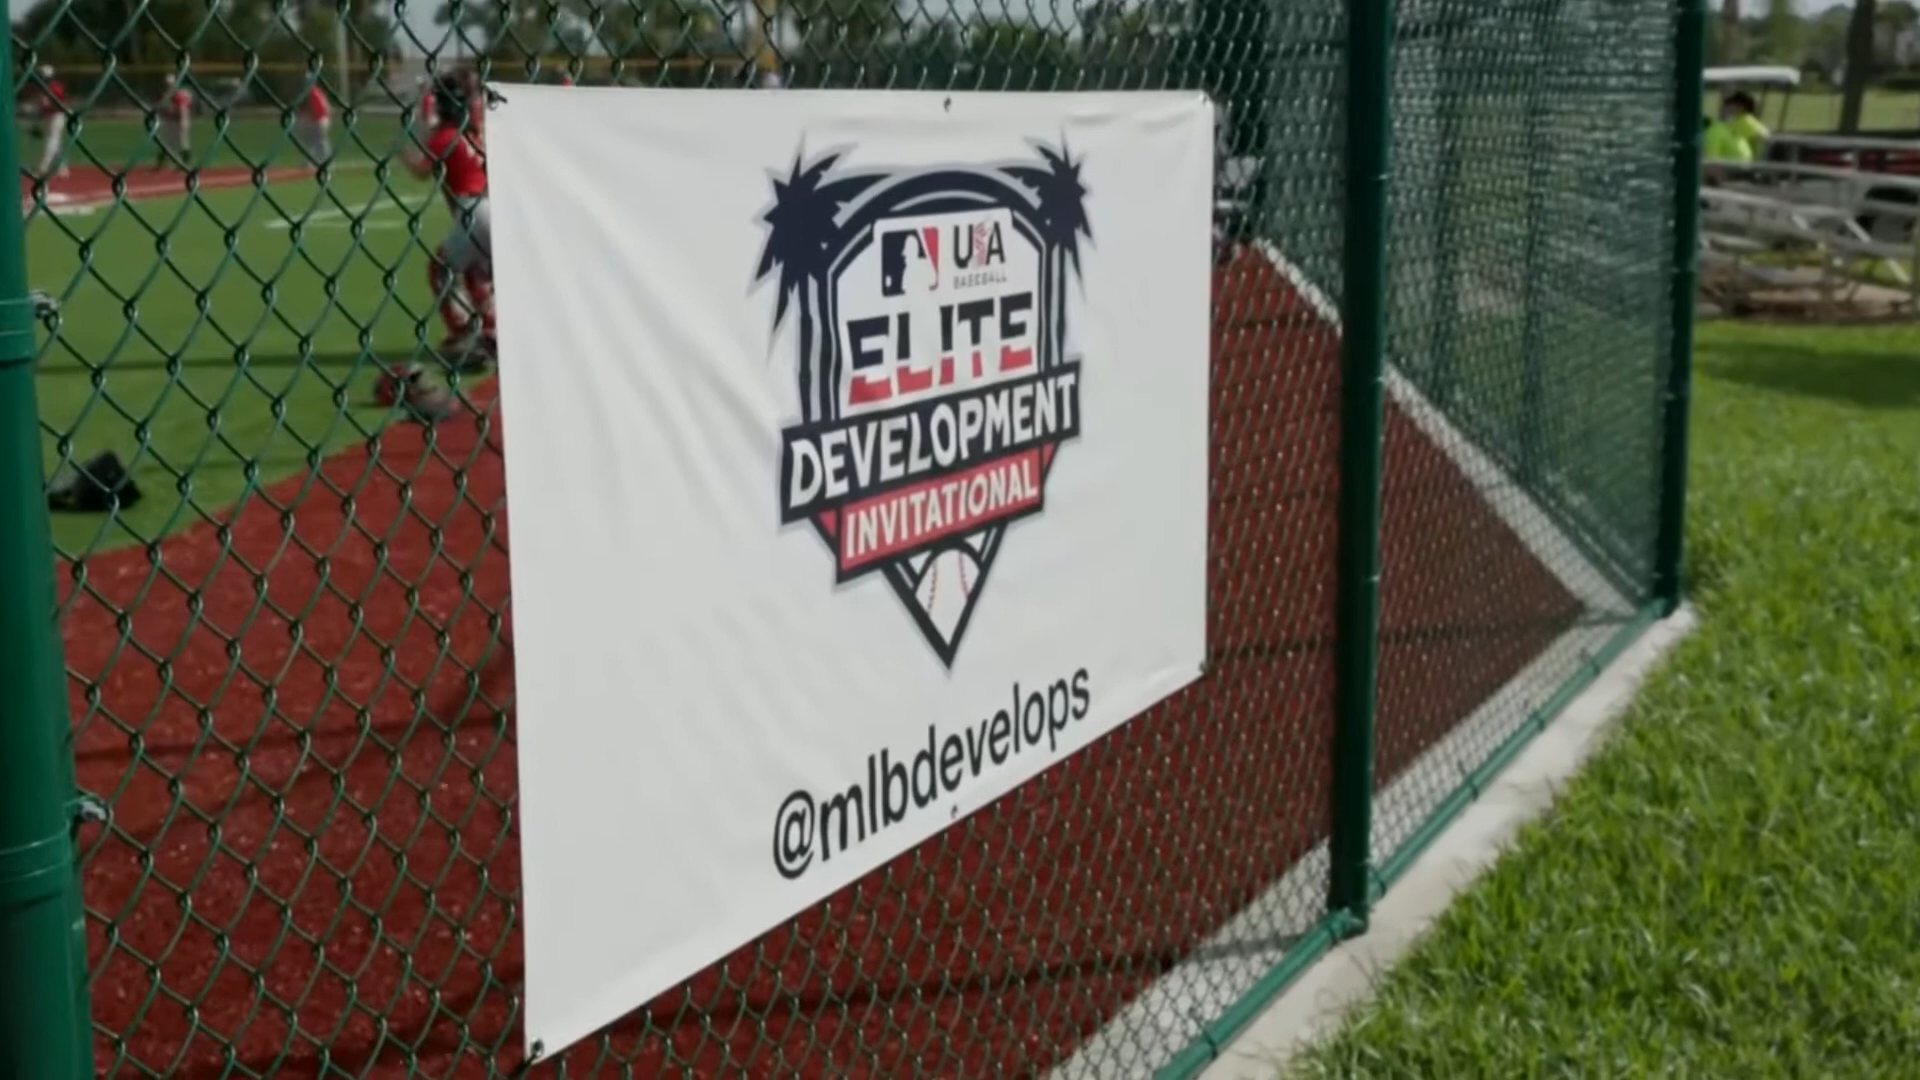 USA
BASEBALL
ELITE
DEVELOPMENT
INVITATIONAL
@mlbdevelops